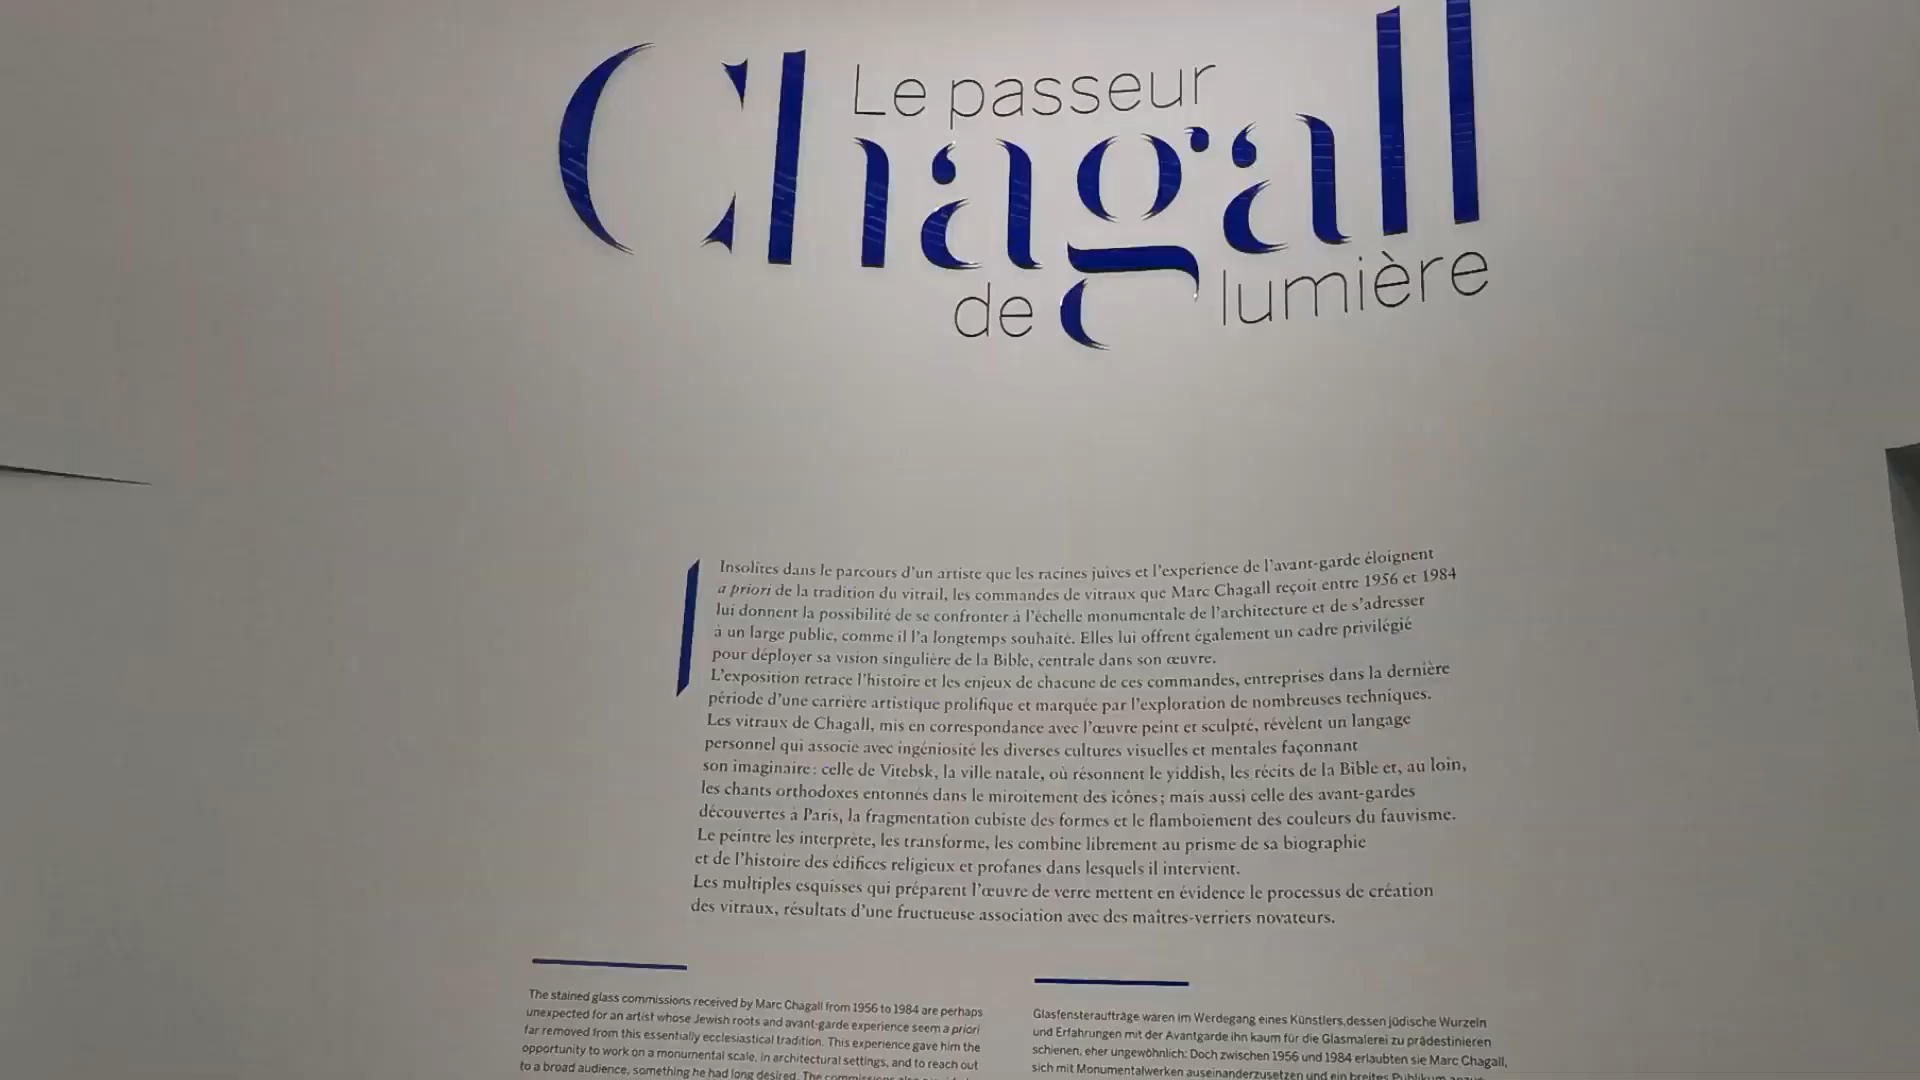 Le passeur
Chagall
de lumière
Insolites dans le parcours d'un artiste que les racines juives et l'experience de l'avant-garde éloignent
a priori de la tradition du vitrail, les commandes de vitraux que Marc Chagall reçoit entre 1956 et 1984
lui donnent la possibilité de se confronter à l'échelle monumentale de l'architecture et de s'adresser
à un large public, comme il l'a longtemps souhaité. Elles lui offrent également un cadre privilégié
pour déployer sa vision singulière de la Bible, centrale dans son œuvre.
L'exposition retrace l'histoire et les enjeux de chacune de ces commandes, entreprises dans la dernière
période d'une carrière artistique prolifique et marquée par l'exploration de nombreuses techniques.
Les vitraux de Chagall, mis en correspondance avec l'œuvre peint et sculpté, révèlent un langage
personnel qui associe avec ingéniosité les diverses cultures visuelles et mentales façonnant
son imaginaire : celle de Vitebsk, la ville natale, où résonnent le yiddish, les récits de la Bible et, au loin,
les chants orthodoxes entonnés dans le miroitement des icônes ; mais aussi celle des avant-gardes
découvertes à Paris, la fragmentation cubiste des formes et le flamboiement des couleurs du fauvisme.
Le peintre les interprète, les transforme, les combine librement au prisme de sa biographie
et de l'histoire des édifices religieux et profanes dans lesquels il intervient.
Les multiples esquisses qui préparent l'œuvre de verre mettent en évidence le processus de création
des vitraux, résultats d'une fructueuse association avec des maîtres-verriers novateurs.
The stained glass commissions received by Marc Chagall from 1956 to 1984 are perhaps
unexpected for an artist whose Jewish roots and avant-garde experience seem a priori
far removed from this essentially ecclesiastical tradition. This experience gave him the
opportunity to work on a monumental scale, in architectural settings, and to reach out
to a broad audience, something he had long desired. The
Glasfensteraufträge waren im Werdegang eines Künstlers, dessen jüdische Wurzeln
und Erfahrungen mit der Avantgarde ihn kaum für die Glasmalerei zu prädestinieren
schienen, eher ungewöhnlich: Doch zwischen 1956 und 1984 erlaubten sie Marc Chagall,
sich mit Monumentalwerken auseinanderzusetzen und ein breites